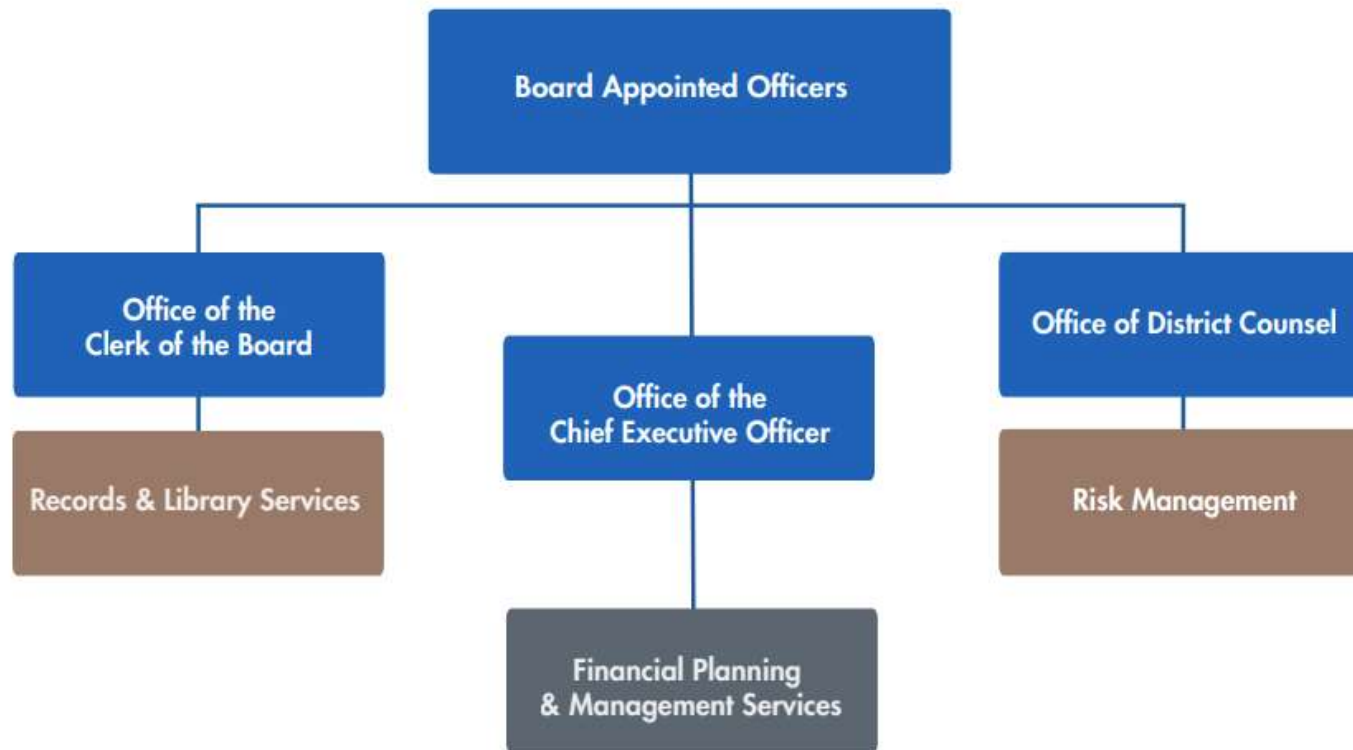 Board Appointed Officers
Office of the
Clerk of the Board
Office of District Counsel
Office of the
Chief Executive Officer
Records & Library Services
Risk Management
Financial Planning
& Management Services